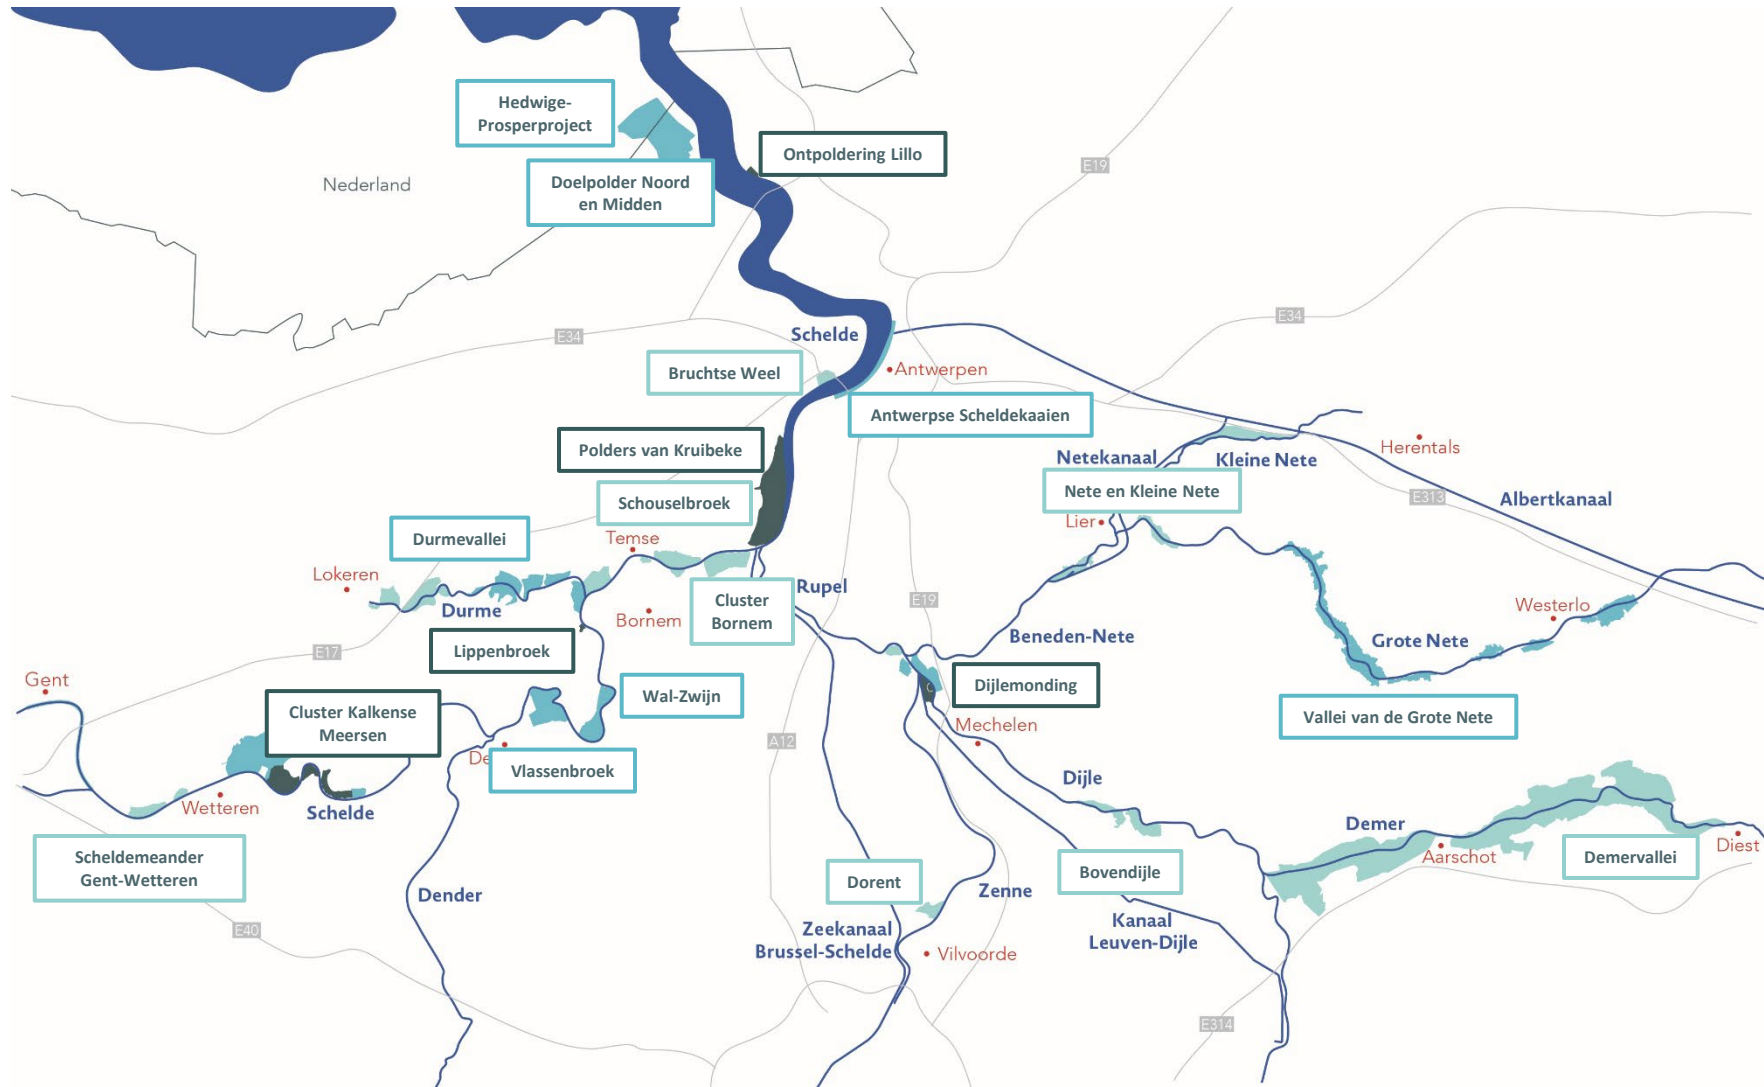 Hedwige-
Prosperproject
Ontpoldering Lillo
E19
Nederland
Doelpolder Noord
en Midden
E34
E34
Schelde
Bruchtse Weel
Antwerpen
Antwerpse Scheldekaaien
Polders van Kruibeke
Netekanaal
Kleine Nete
Herentals
Schouselbroek
Nete en Kleine Nete
E313
Albertkanaal
Durmevallei
Temse
Lier
Lokeren
Durme
Bornem
Cluster
Bornem
Rupel
E19
Beneden-Nete
Westerlo
Grote Nete
E17
Lippenbroek
Gent
Cluster Kalkense
Meersen
Wal-Zwijn
Dijlemonding
Vallei van de Grote Nete
Mechelen
A12
De
Vlassenbroek
Dijle
Wetteren
Schelde
Demer
Aarschot
Demervallei
Diest
Scheldemeander
Gent-Wetteren
Dender
Dorent
Zenne
Bovendijle
E40
Zeekanaal
Brussel-Schelde
Vilvoorde
Kanaal
Leuven-Dijle
E314